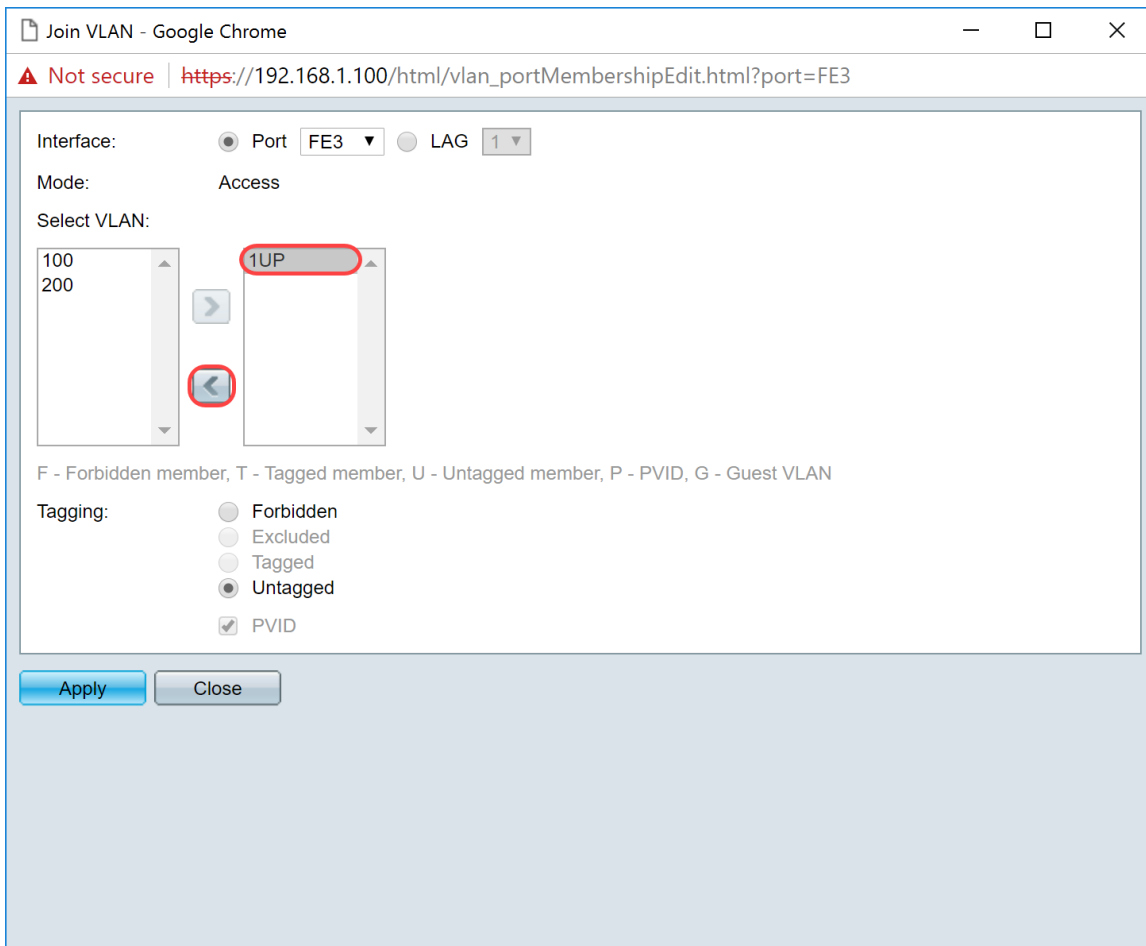 Join VLAN - Google Chrome
Not secure https://192.168.1.100/html/vlan_portMembershipEdit.html?port=FE3
Interface: Port FE3 LAG 1
Mode: Access
Select VLAN:
100 1UP
200
F - Forbidden member, T - Tagged member, U - Untagged member, P - PVID, G - Guest VLAN
Tagging: Forbidden
Excluded
Tagged
Untagged
PVID
Apply Close